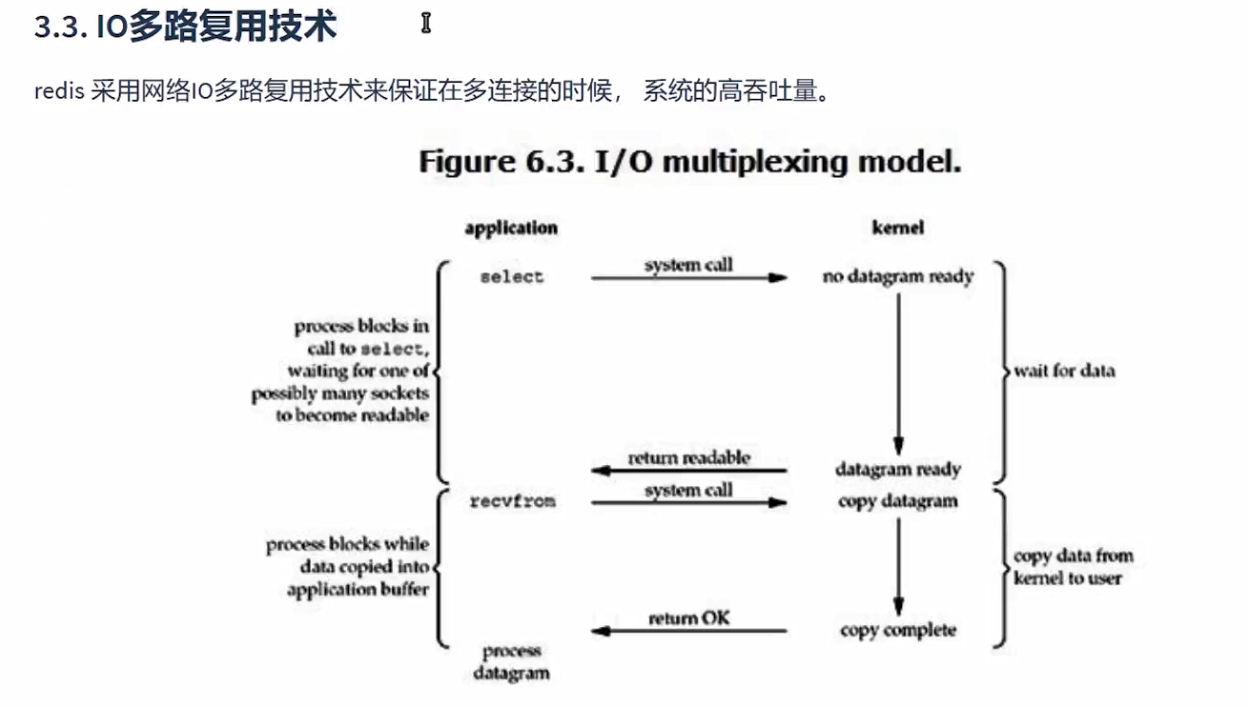 3.3. IO多路复用技术
redis 采用网络IO多路复用技术来保证在多连接的时候， 系统的高吞吐量。
Figure 6.3. I/O multiplexing model.
application
kernel
select
system call
no datagram ready
process blocks in
call to select,
waiting for one of
possibly many sockets
to become readable
wait for data
return readable
datagram ready
recvfrom
system call
copy datagram
process blocks while
data copied into
application buffer
copy data from
kernel to user
return OK
copy complete
process
datagram